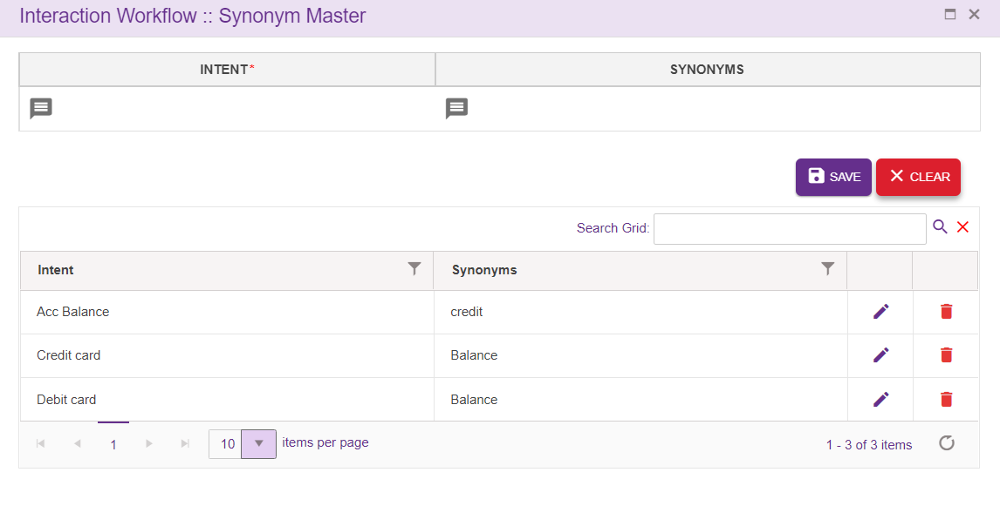 Interaction Workflow :: Synonym Master
INTENT* SYNONYMS
SAVE CLEAR
Search Grid:
Intent Synonyms
Acc Balance credit
Credit card Balance
Debit card Balance
1 10 items per page 1 - 3 of 3 items